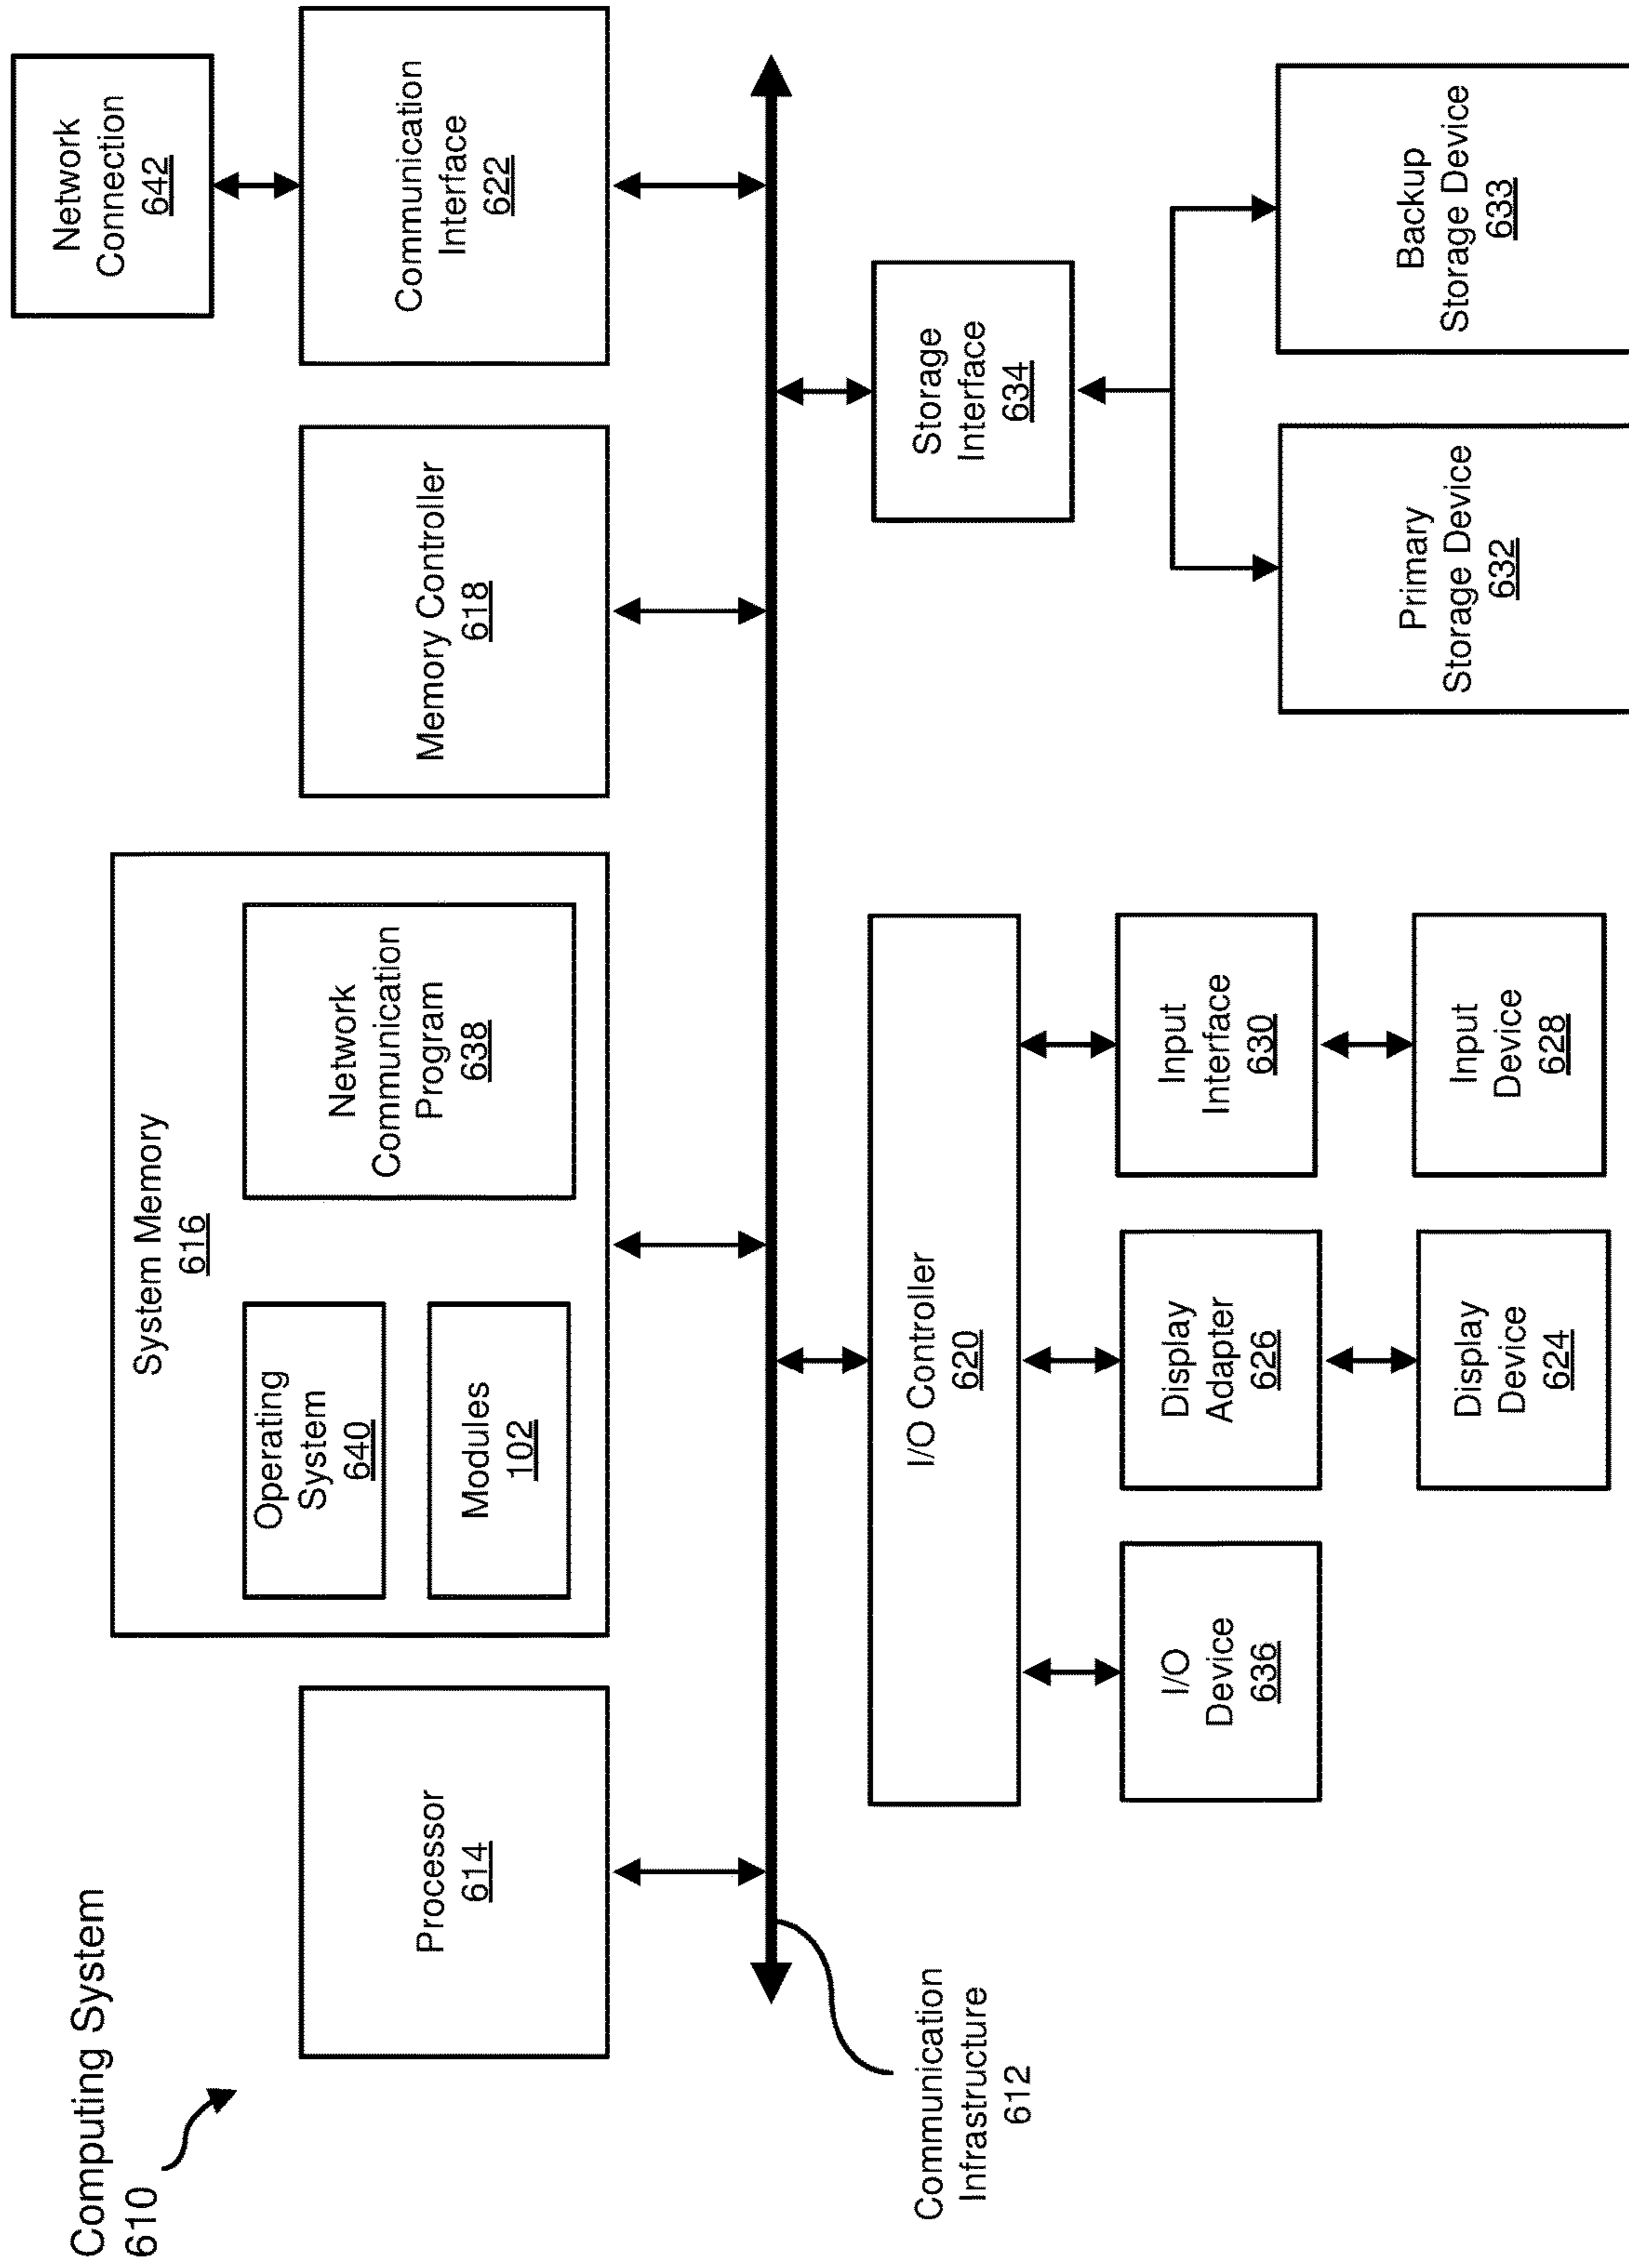 Computing System
610
Processor
614
System Memory
616
Operating
System
640
Modules
102
Network
Communication
Program
638
Memory Controller
618
Communication
Interface
622
Network
Connection
642
Communication
Infrastructure
612
I/O Controller
620
I/O
Device
636
Display
Adapter
626
Input
Interface
630
Display
Device
624
Input
Device
628
Storage
Interface
634
Primary
Storage Device
632
Backup
Storage Device
633